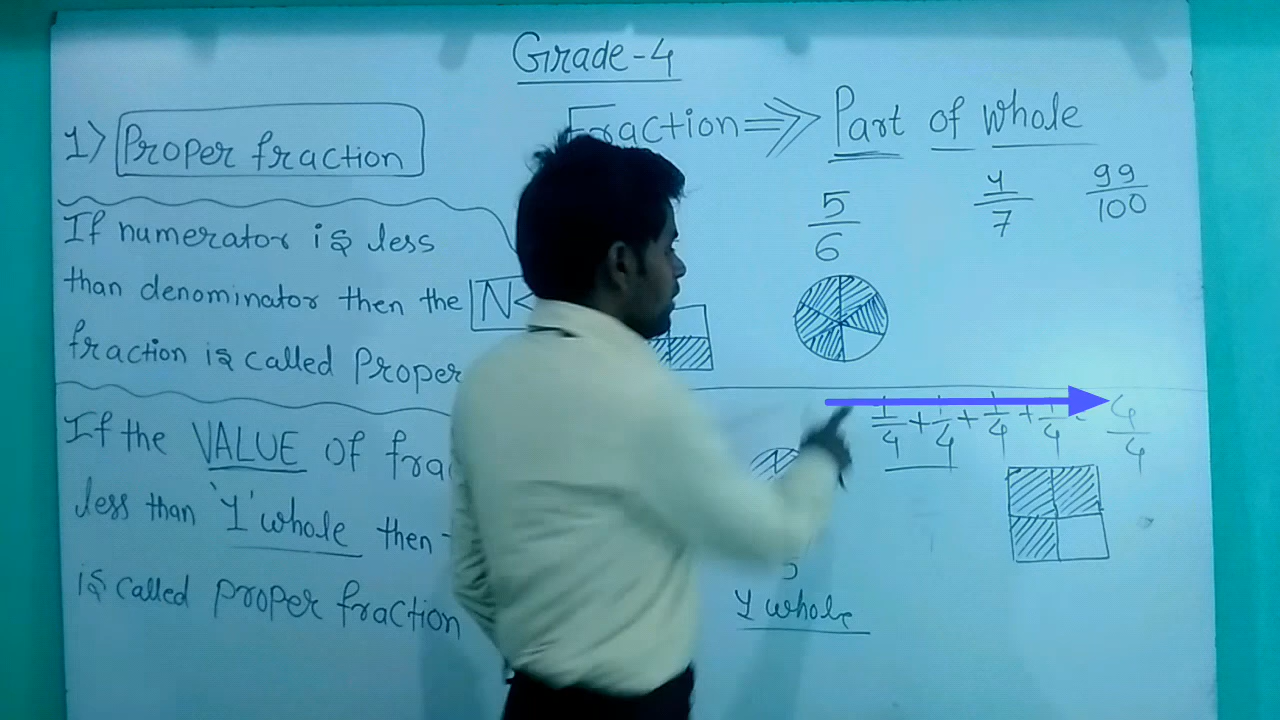 Grade-4
1) Proper fraction
Fraction => Part of whole
5/6 4/7 99/100
If numerator is less
than denominator then the N<
fraction is called Proper
1/4 + 1/4 + 1/4 + 1/4 = 4/4
If the VALUE of fra
less than '1' whole then
is called proper fraction
1 whole